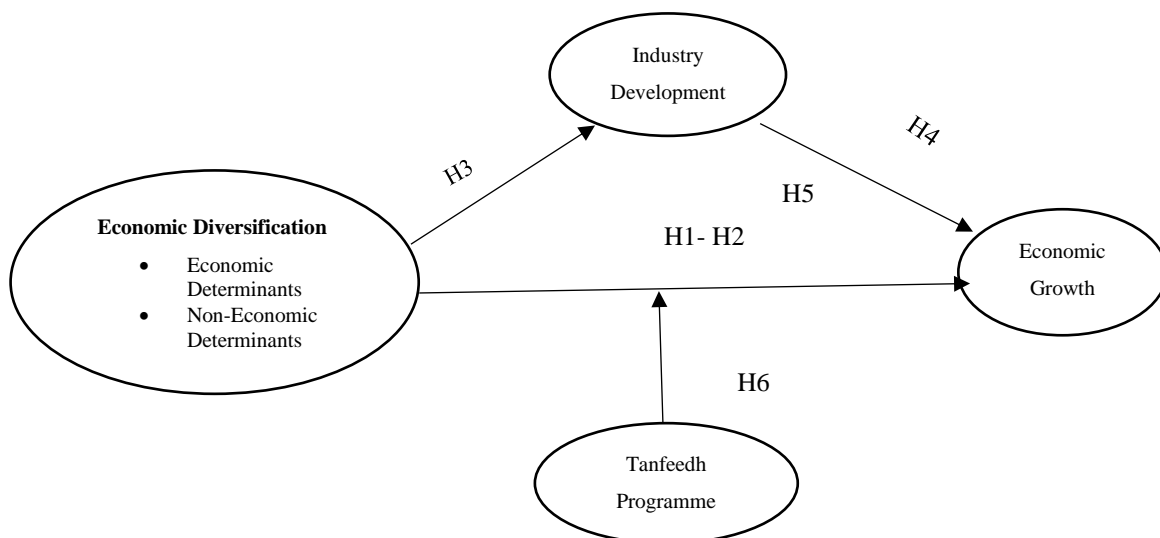 Industry
Development
H3
H4
H5
H1- H2
Economic Diversification
• Economic
Determinants
• Non-Economic
Determinants
Economic
Growth
H6
Tanfeedh
Programme